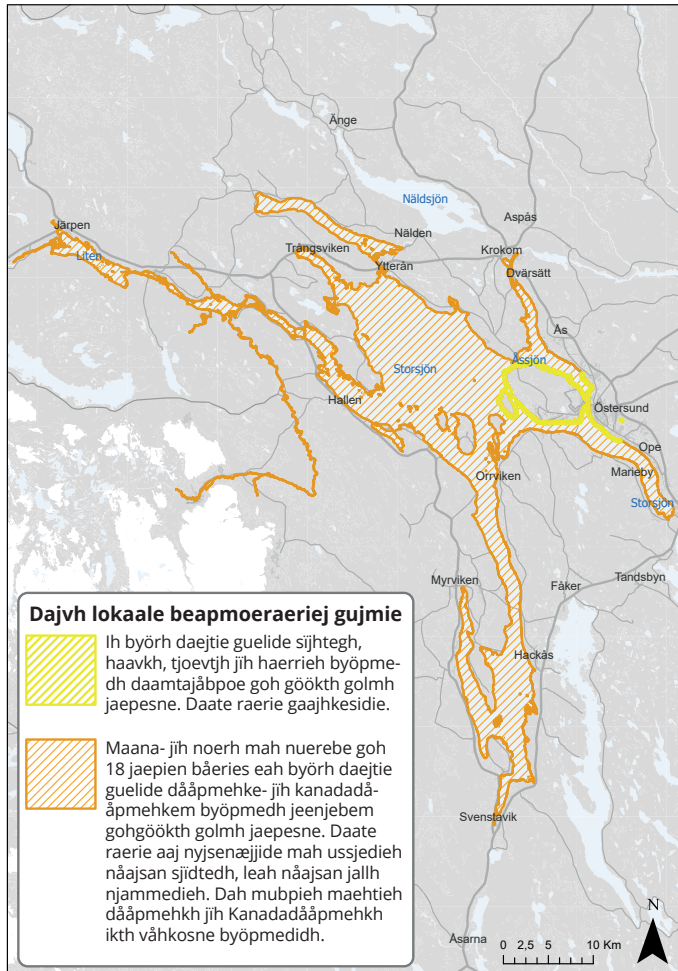 Änge
Näldsjön
Aspås
Järpen
Nälden
Liten
Trångsviken
Krokom
Ytterån
Dvärsätt
Ås
Åssjön
Storsjön
Hallen
Östersund
Ope
Marieby
Orrviken
Storsjön
Myrviken
Fåker
Tandsbyn
Hackås
Svenstavik
Åsarna
Dajvh lokaale beapmoeraeriej gujmie
Ih byörh daejtie guelide sïjhtegh,
haavkh, tjoevtjh jïh haerrieh byöpme-
dh daamtajåbpoe goh göökth golmh
jaepesne. Daate raerie gaajhkesidie.
Maana- jïh noerh mah nuerebe goh
18 jaepien båeries eah byörh daejtie
guelide dååpmehke- jïh kanadadå-
åpmehkem byöpmedh jeenjebem
gohgöökth golmh jaepesne. Daate
raerie aaj nyjsenæjjide mah ussjedieh
nåajsan sjïdtedh, leah nåajsan jallh
njammedieh. Dah mubpieh maehtieh
dååpmehkh jïh Kanadadååpmehkh
ikth våhkosne byöpmedidh.
N
0 2,5 5 10 Km